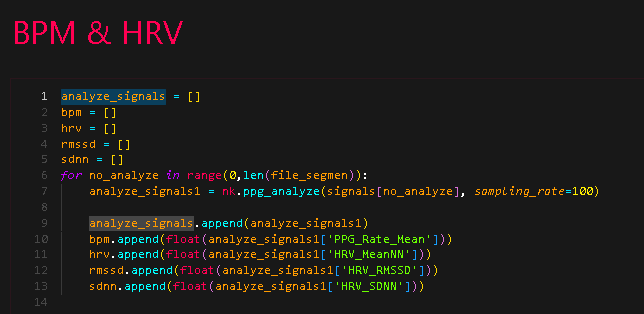 BPM & HRV
1 analyze_signals = []
2 bpm = []
3 hrv = []
4 rmssd = []
5 sdnn = []
6 for no_analyze in range(0,len(file_segmen)):
7     analyze_signals1 = nk.ppg_analyze(signals[no_analyze], sampling_rate=100)
8
9     analyze_signals.append(analyze_signals1)
10     bpm.append(float(analyze_signals1['PPG_Rate_Mean']))
11     hrv.append(float(analyze_signals1['HRV_MeanNN']))
12     rmssd.append(float(analyze_signals1['HRV_RMSSD']))
13     sdnn.append(float(analyze_signals1['HRV_SDNN']))
14